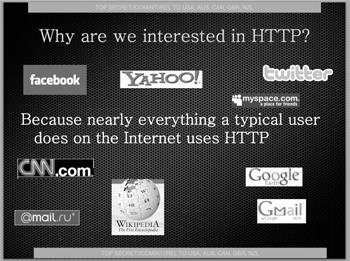 TOP SECRET//COMINT//REL TO USA, AUS, CAN, GBR, NZL
Why are we interested in HTTP?
facebook
YAHOO!
twitter
myspace.com
a place for friends
Because nearly everything a typical user
does on the Internet uses HTTP
CNN.com
@mail.ru
WIKIPEDIA
The Free Encyclopedia
Google
Earth
Gmail
by Google
TOP SECRET//COMINT//REL TO USA, AUS, CAN, GBR, NZL